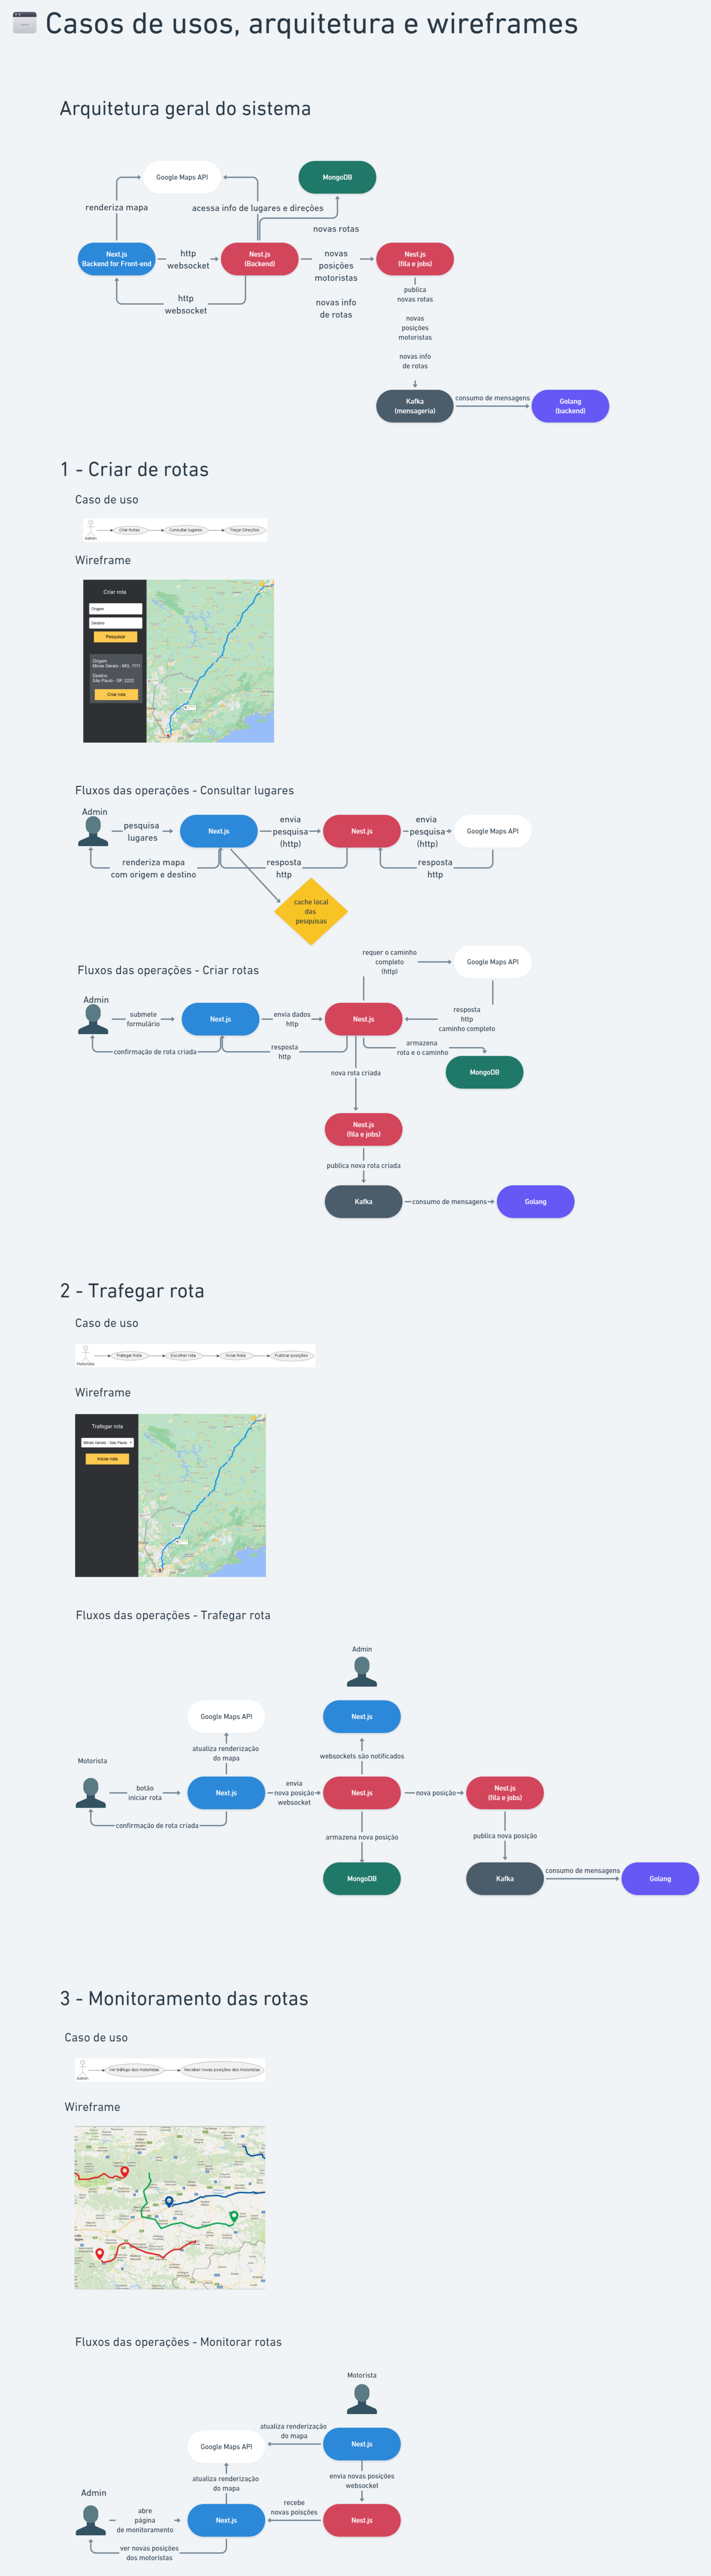 Casos de usos, arquitetura e wireframes
Arquitetura geral do sistema
Google Maps API
MongoDB
renderiza mapa
acessa info de lugares e direções
novas rotas
Next.js
Backend for Front-end
http
websocket
Nest.js
(Backend)
novas
posições
motoristas
novas info
de rotas
Nest.js
(fila e jobs)
http
websocket
publica
novas rotas
novas
posições
motoristas
novas info
de rotas
Kafka
(mensageria)
consumo de mensagens
Golang
(backend)
1 - Criar de rotas
Caso de uso
Admin
Criar Rotas
Consultar lugares
Traçar Direções
Wireframe
Criar rota
Origem
Destino
Pesquisar
Origem
Minas Gerais - MG, 1111
Destino
São Paulo - SP, 2222
Criar rota
Fluxos das operações - Consultar lugares
Admin
pesquisa
lugares
Next.js
envia
pesquisa
(http)
Nest.js
envia
pesquisa
(http)
Google Maps API
renderiza mapa
com origem e destino
resposta
http
resposta
http
cache local
das
pesquisas
Fluxos das operações - Criar rotas
requer o caminho
completo
(http)
Google Maps API
Admin
submete
formulário
Next.js
envia dados
http
Nest.js
resposta
http
caminho completo
confirmação de rota criada
resposta
http
armazena
rota e o caminho
MongoDB
nova rota criada
Nest.js
(fila e jobs)
publica nova rota criada
Kafka
consumo de mensagens
Golang
2 - Trafegar rota
Caso de uso
Motorista
Trafegar Rota
Escolher rota
Iniciar Rota
Publicar posições
Wireframe
Trafegar rota
Minas Gerais - Sao Paulo
Iniciar rota
Fluxos das operações - Trafegar rota
Admin
Google Maps API
Next.js
atualiza renderização
do mapa
websockets são notificados
Motorista
botão
iniciar rota
Next.js
envia
nova posição
websocket
Nest.js
nova posição
Nest.js
(fila e jobs)
confirmação de rota criada
armazena nova posição
publica nova posição
MongoDB
Kafka
consumo de mensagens
Golang
3 - Monitoramento das rotas
Caso de uso
Admin
Ver tráfego dos motoristas
Receber novas posições dos motoristas
Wireframe
Fluxos das operações - Monitorar rotas
Motorista
atualiza renderização
do mapa
Next.js
Google Maps API
atualiza renderização
do mapa
envia novas posições
websocket
Admin
abre
página
de monitoramento
Next.js
recebe
novas poisções
Nest.js
ver novas posições
dos motoristas